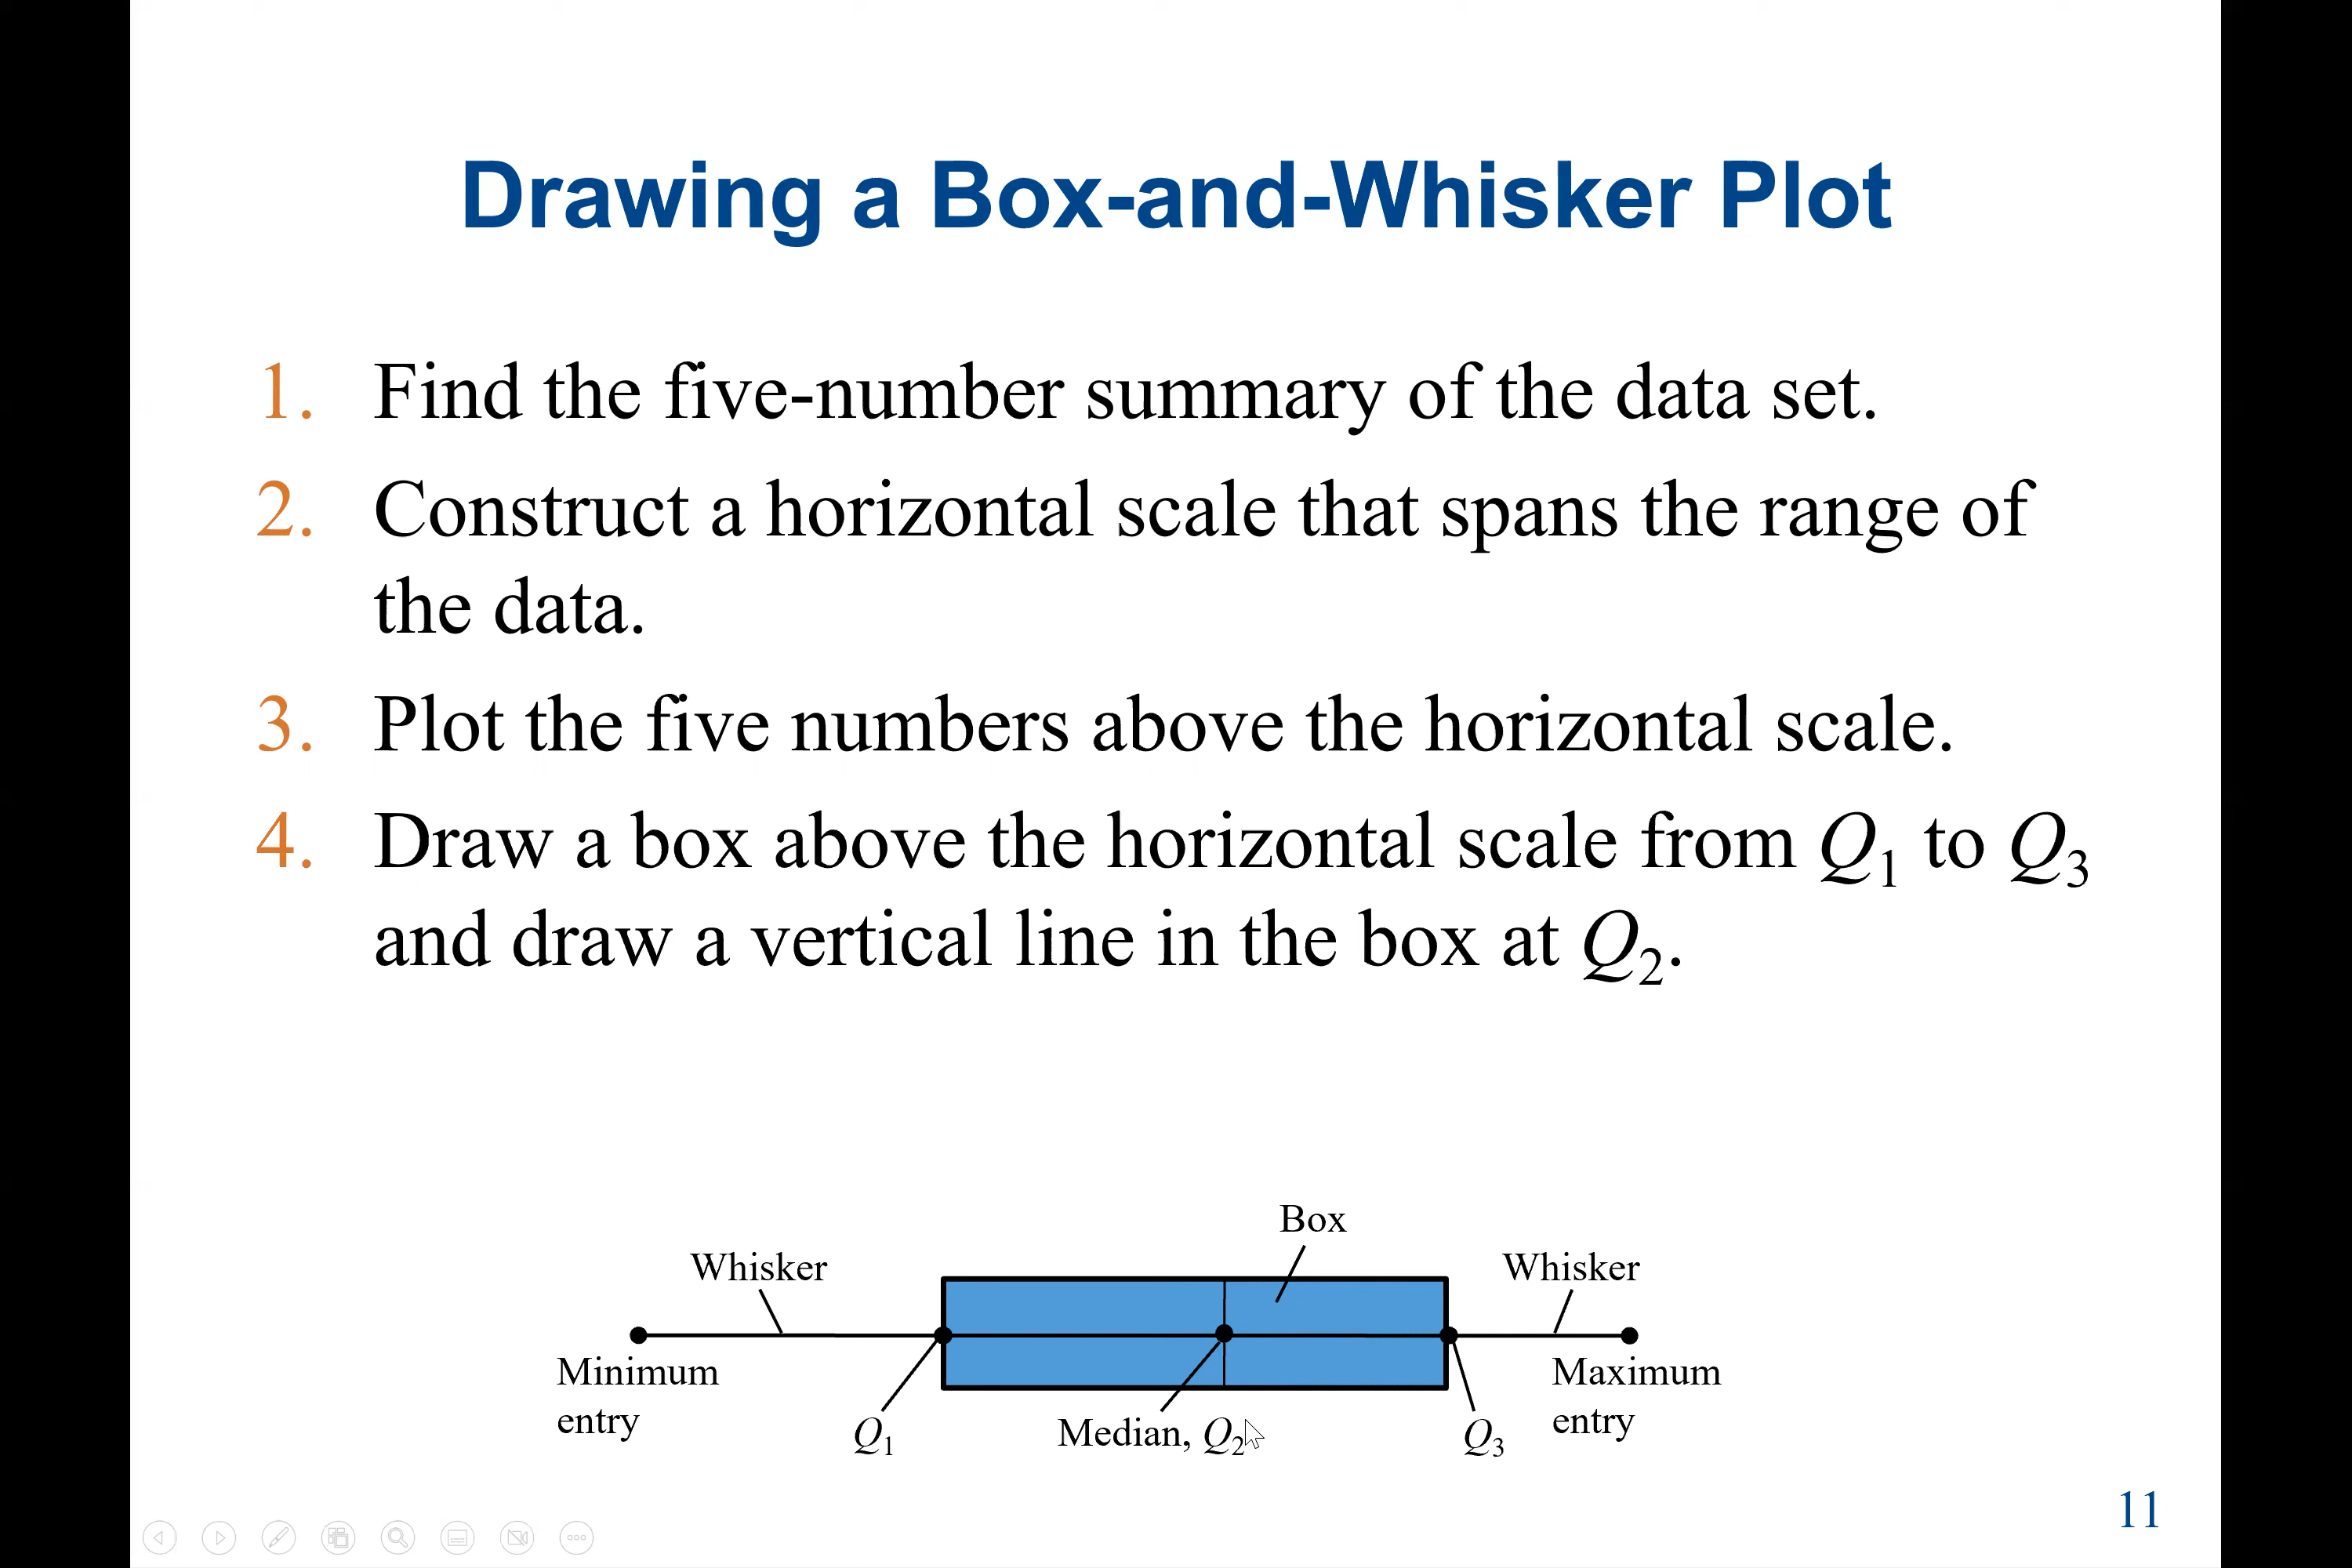 Drawing a Box-and-Whisker Plot
1. Find the five-number summary of the data set.
2. Construct a horizontal scale that spans the range of
the data.
3. Plot the five numbers above the horizontal scale.
4. Draw a box above the horizontal scale from Q1 to Q3
and draw a vertical line in the box at Q2.
Box
Whisker
Whisker
Minimum
entry
Q1
Median, Q2
Q3
Maximum
entry
11